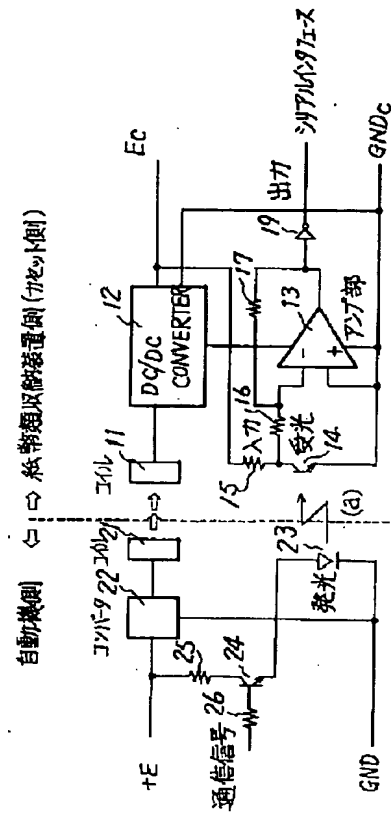 自動機側 ⇦ ⇨ 紙幣類収納装置側(カセット側)
コンバータ
22
コイル
21
コイル
11
12
DC/DC
CONVERTER
EC
+E
25
24
26
通信信号
GND
発光
23
(a)
15
入力
16
受光
14
17
13
アンプ部
19
出力
シリアルインタフェース
GNDC